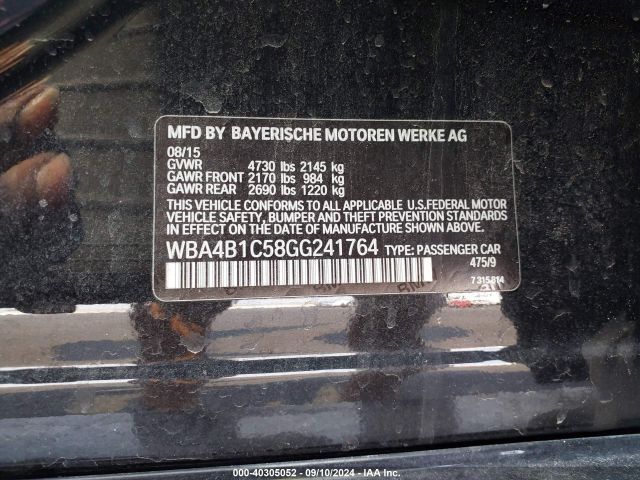 MFD BY BAYERISCHE MOTOREN WERKE AG
08/15
GVWR 4730 lbs 2145 kg
GAWR FRONT 2170 lbs 984 kg
GAWR REAR 2690 lbs 1220 kg
THIS VEHICLE CONFORMS TO ALL APPLICABLE U.S.FEDERAL MOTOR
VEHICLE SAFETY, BUMPER AND THEFT PREVENTION STANDARDS
IN EFFECT ON THE DATE OF MANUFACTURE SHOWN ABOVE.
WBA4B1C58GG241764 TYPE: PASSENGER CAR
475/9
7 315 814
000-40305052 - 09/10/2024 - IAA Inc.